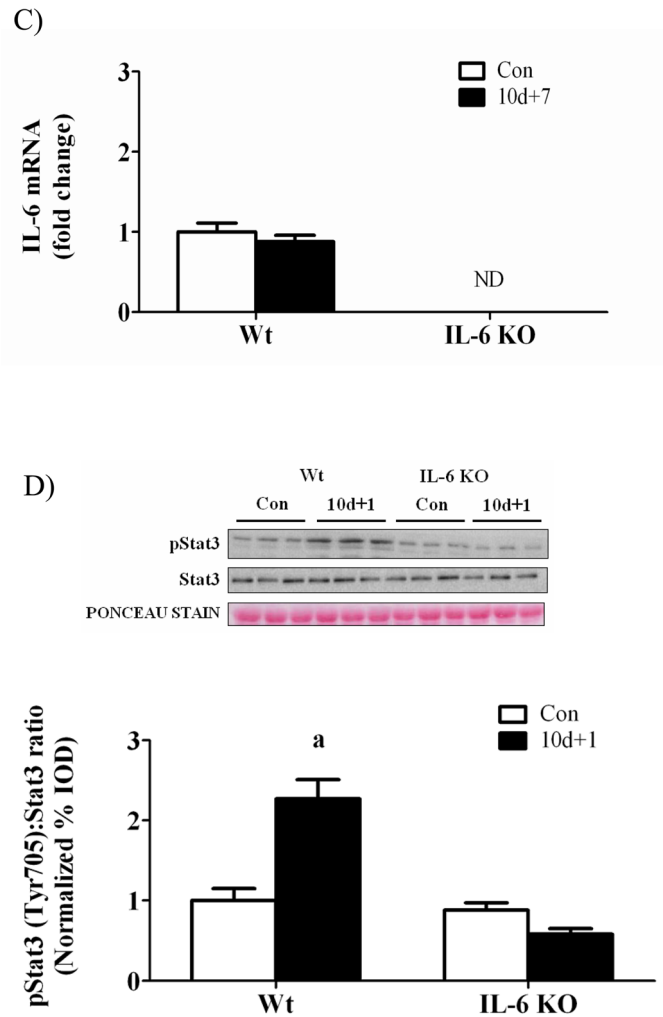 C)
IL-6 mRNA
(fold change)
3
2
1
0
Con
10d+7
ND
Wt
IL-6 KO
D)
Wt
IL-6 KO
Con
10d+1
Con
10d+1
pStat3
Stat3
PONCEAU STAIN
pStat3 (Tyr705):Stat3 ratio
(Normalized % IOD)
3
2
1
0
a
Con
10d+1
Wt
IL-6 KO